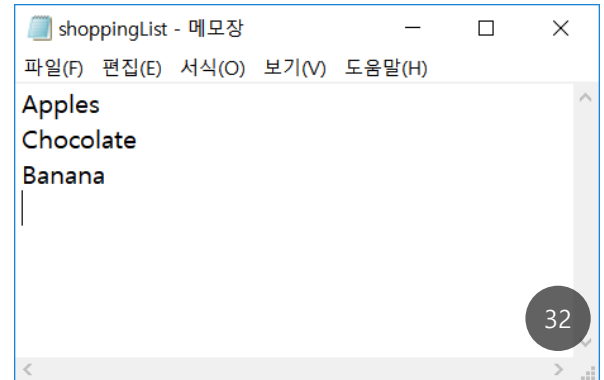 shoppingList - 메모장
파일(F) 편집(E) 서식(O) 보기(V) 도움말(H)
Apples
Chocolate
Banana
32